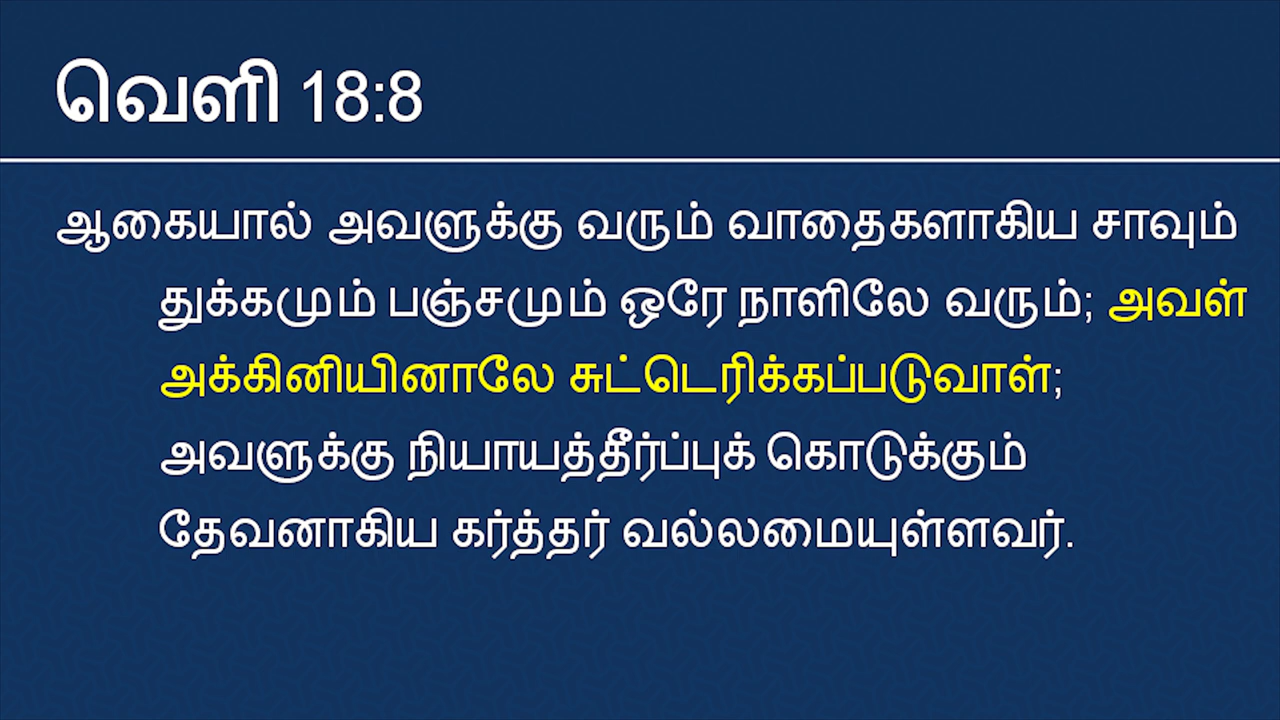 வெளி 18:8
ஆகையால் அவளுக்கு வரும் வாதைகளாகிய சாவும்
துக்கமும் பஞ்சமும் ஒரே நாளிலே வரும்; அவள்
அக்கினியினாலே சுட்டெரிக்கப்படுவாள்;
அவளுக்கு நியாயத்தீர்ப்புக் கொடுக்கும்
தேவனாகிய கர்த்தர் வல்லமையுள்ளவர்.